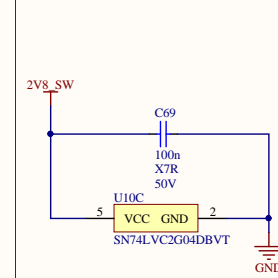 2V8_SW
C69
100n
X7R
50V
U10C
5 VCC GND 2
SN74LVC2G04DBVT
GND